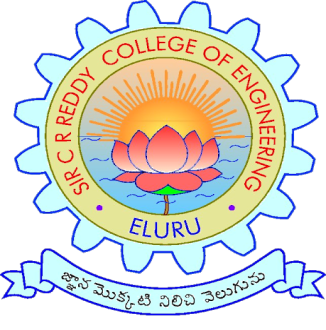 SIR C R REDDY COLLEGE OF ENGINEERING
ELURU
జ్ఞాన మొక్కటి నిలిచి వెలుగును